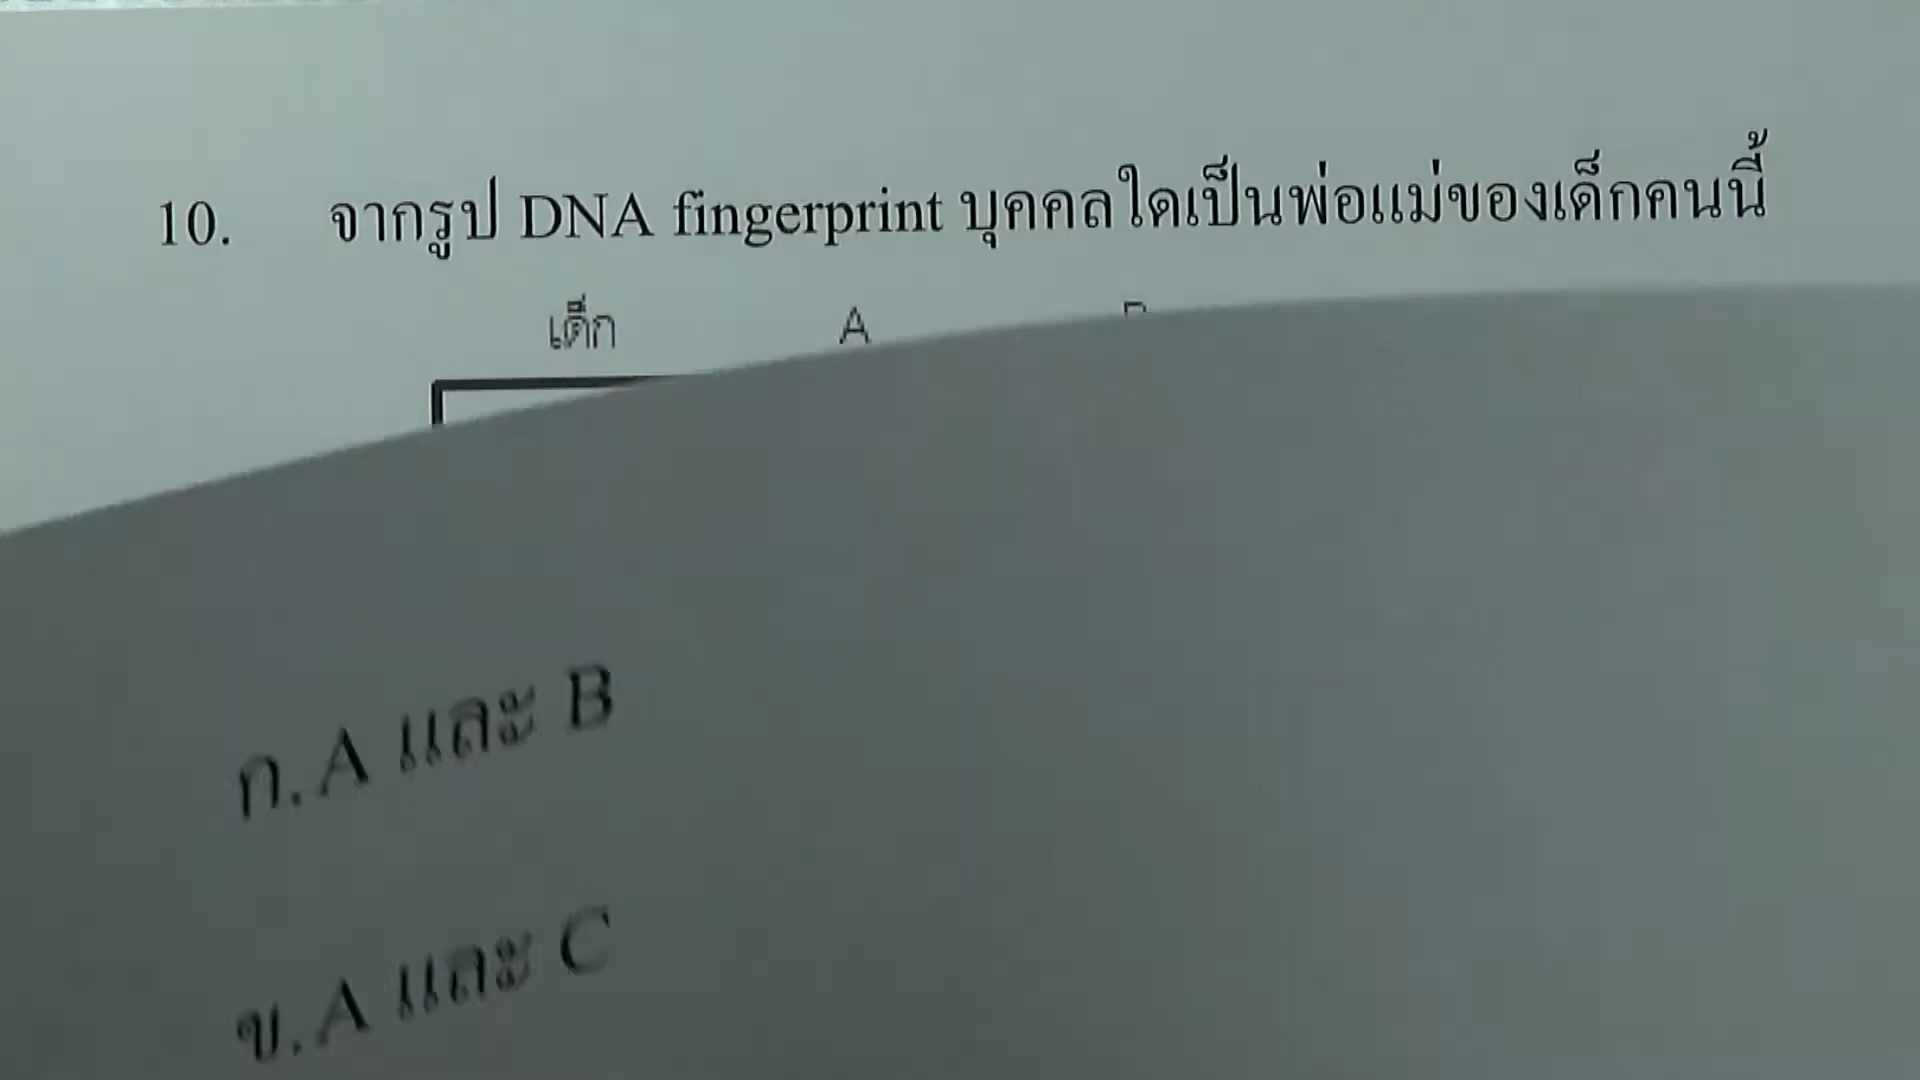 10. จากรูป DNA fingerprint บุคคลใดเป็นพ่อแม่ของเด็กคนนี้
เด็ก A
ก. A และ B
ข. A และ C